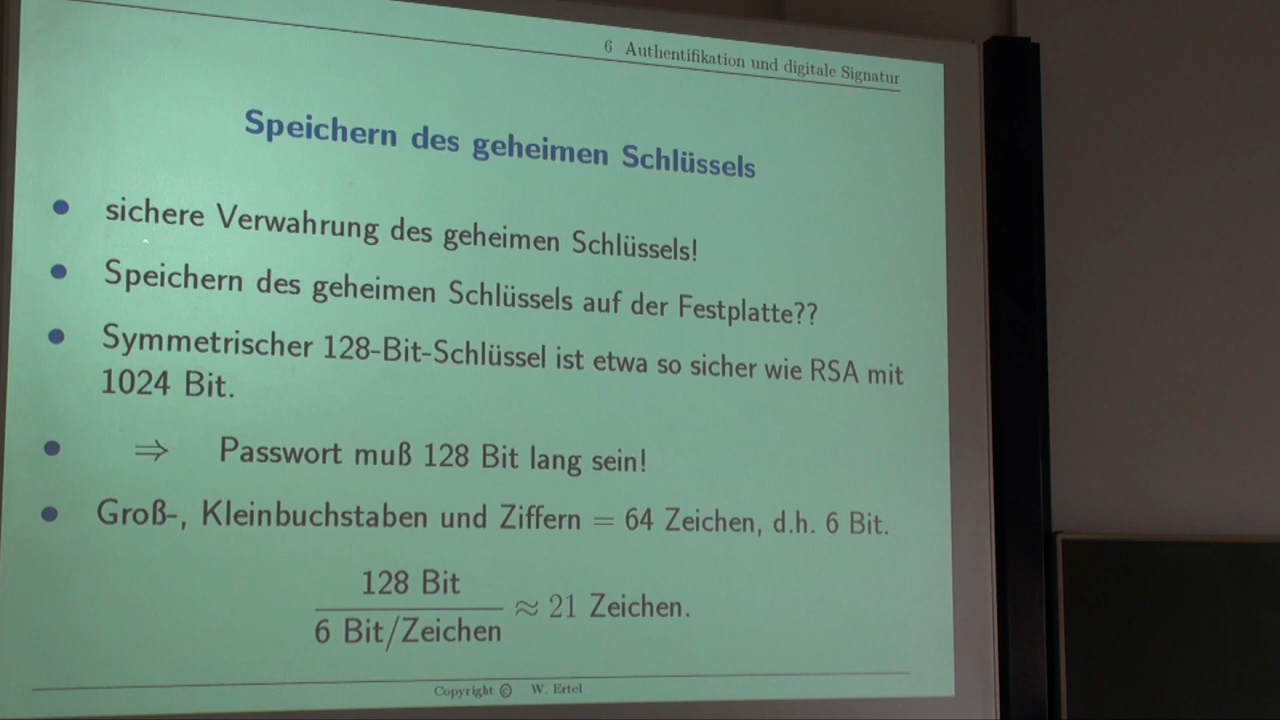 6 Authentifikation und digitale Signatur
Speichern des geheimen Schlüssels
• sichere Verwahrung des geheimen Schlüssels!
• Speichern des geheimen Schlüssels auf der Festplatte??
• Symmetrischer 128-Bit-Schlüssel ist etwa so sicher wie RSA mit
1024 Bit.
• ⇒ Passwort muß 128 Bit lang sein!
• Groß-, Kleinbuchstaben und Ziffern = 64 Zeichen, d.h. 6 Bit.
128 Bit
6 Bit/Zeichen ≈ 21 Zeichen.
Copyright © W. Ertel